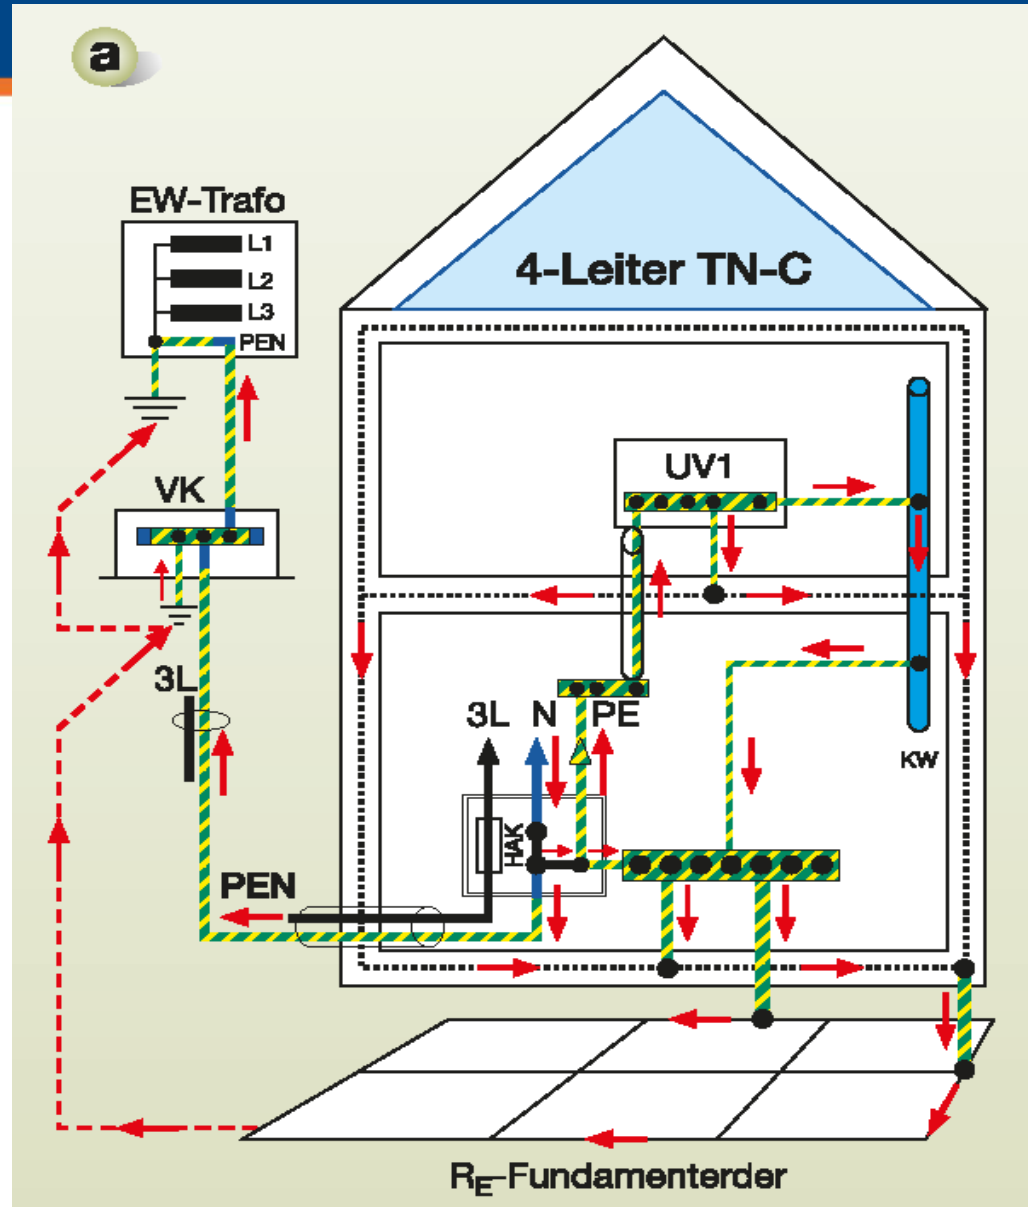 a
EW-Trafo
L1
L2
L3
PEN
4-Leiter TN-C
VK
UV1
3L
3L N PE
KW
HAK
PEN
RE-Fundamenterder